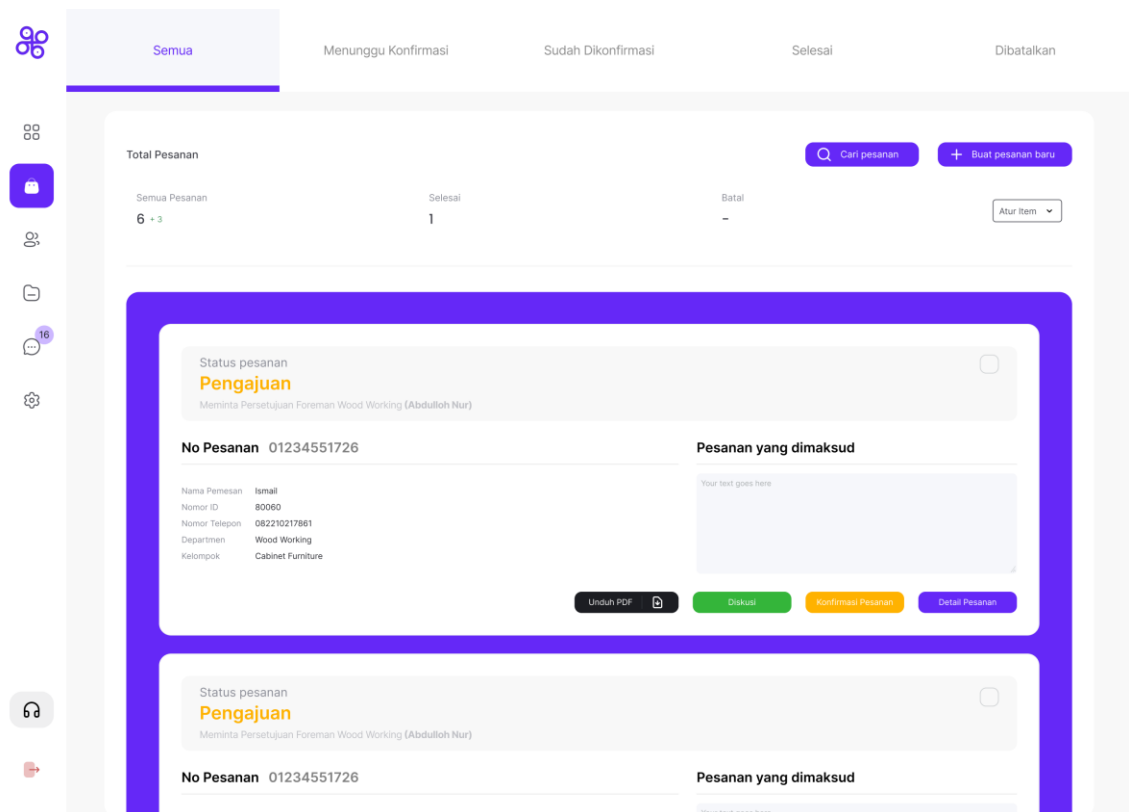 Semua
Menunggu Konfirmasi
Sudah Dikonfirmasi
Selesai
Dibatalkan
Total Pesanan
Cari pesanan
Buat pesanan baru
Semua Pesanan
Selesai
Batal
6 + 3
1
–
Atur Item
16
Status pesanan
Pengajuan
Meminta Persetujuan Foreman Wood Working (Abdulloh Nur)
No Pesanan 01234551726
Pesanan yang dimaksud
Nama Pemesan Ismail
Nomor ID 80060
Nomor Telepon 082210217861
Departmen Wood Working
Kelompok Cabinet Furniture
Your text goes here
Unduh PDF
Diskusi
Konfirmasi Pesanan
Detail Pesanan
Status pesanan
Pengajuan
Meminta Persetujuan Foreman Wood Working (Abdulloh Nur)
No Pesanan 01234551726
Pesanan yang dimaksud